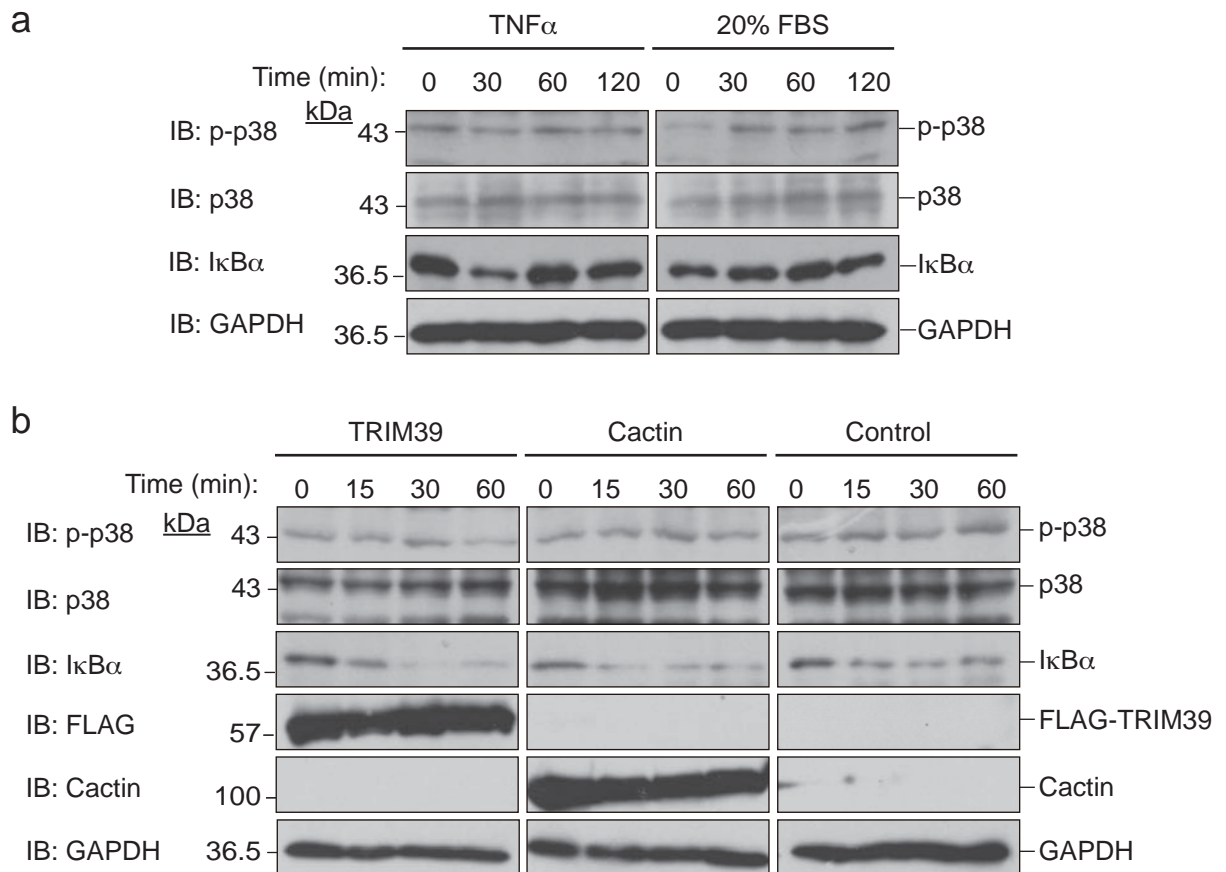 a
TNFα 20% FBS
Time (min): 0 30 60 120 0 30 60 120
kDa
IB: p-p38 43 p-p38
IB: p38 43 p38
IB: IκBα 36.5 IκBα
IB: GAPDH 36.5 GAPDH
b
TRIM39 Cactin Control
Time (min): 0 15 30 60 0 15 30 60 0 15 30 60
kDa
IB: p-p38 43 p-p38
IB: p38 43 p38
IB: IκBα 36.5 IκBα
IB: FLAG 57 FLAG-TRIM39
IB: Cactin 100 Cactin
IB: GAPDH 36.5 GAPDH